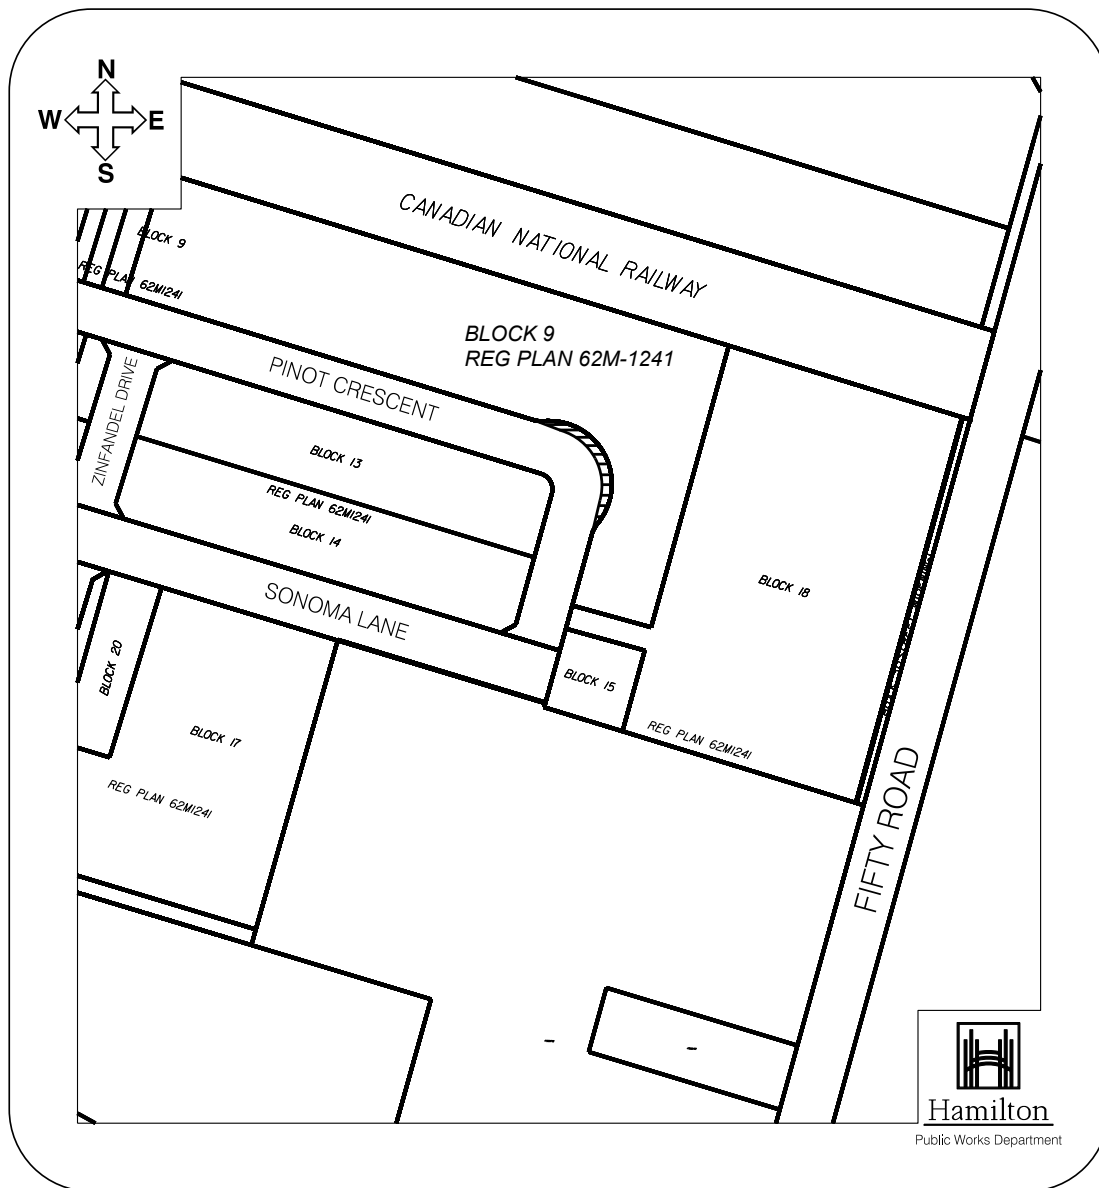 N
W E
S
CANADIAN NATIONAL RAILWAY
BLOCK 9
REG PLAN 62M1241
BLOCK 9
REG PLAN 62M-1241
PINOT CRESCENT
ZINFANDEL DRIVE
BLOCK 13
REG PLAN 62M1241
BLOCK 14
BLOCK 18
SONOMA LANE
BLOCK 20
BLOCK 15
BLOCK 17
REG PLAN 62M1241
REG PLAN 62M1241
FIFTY ROAD
Hamilton
Public Works Department